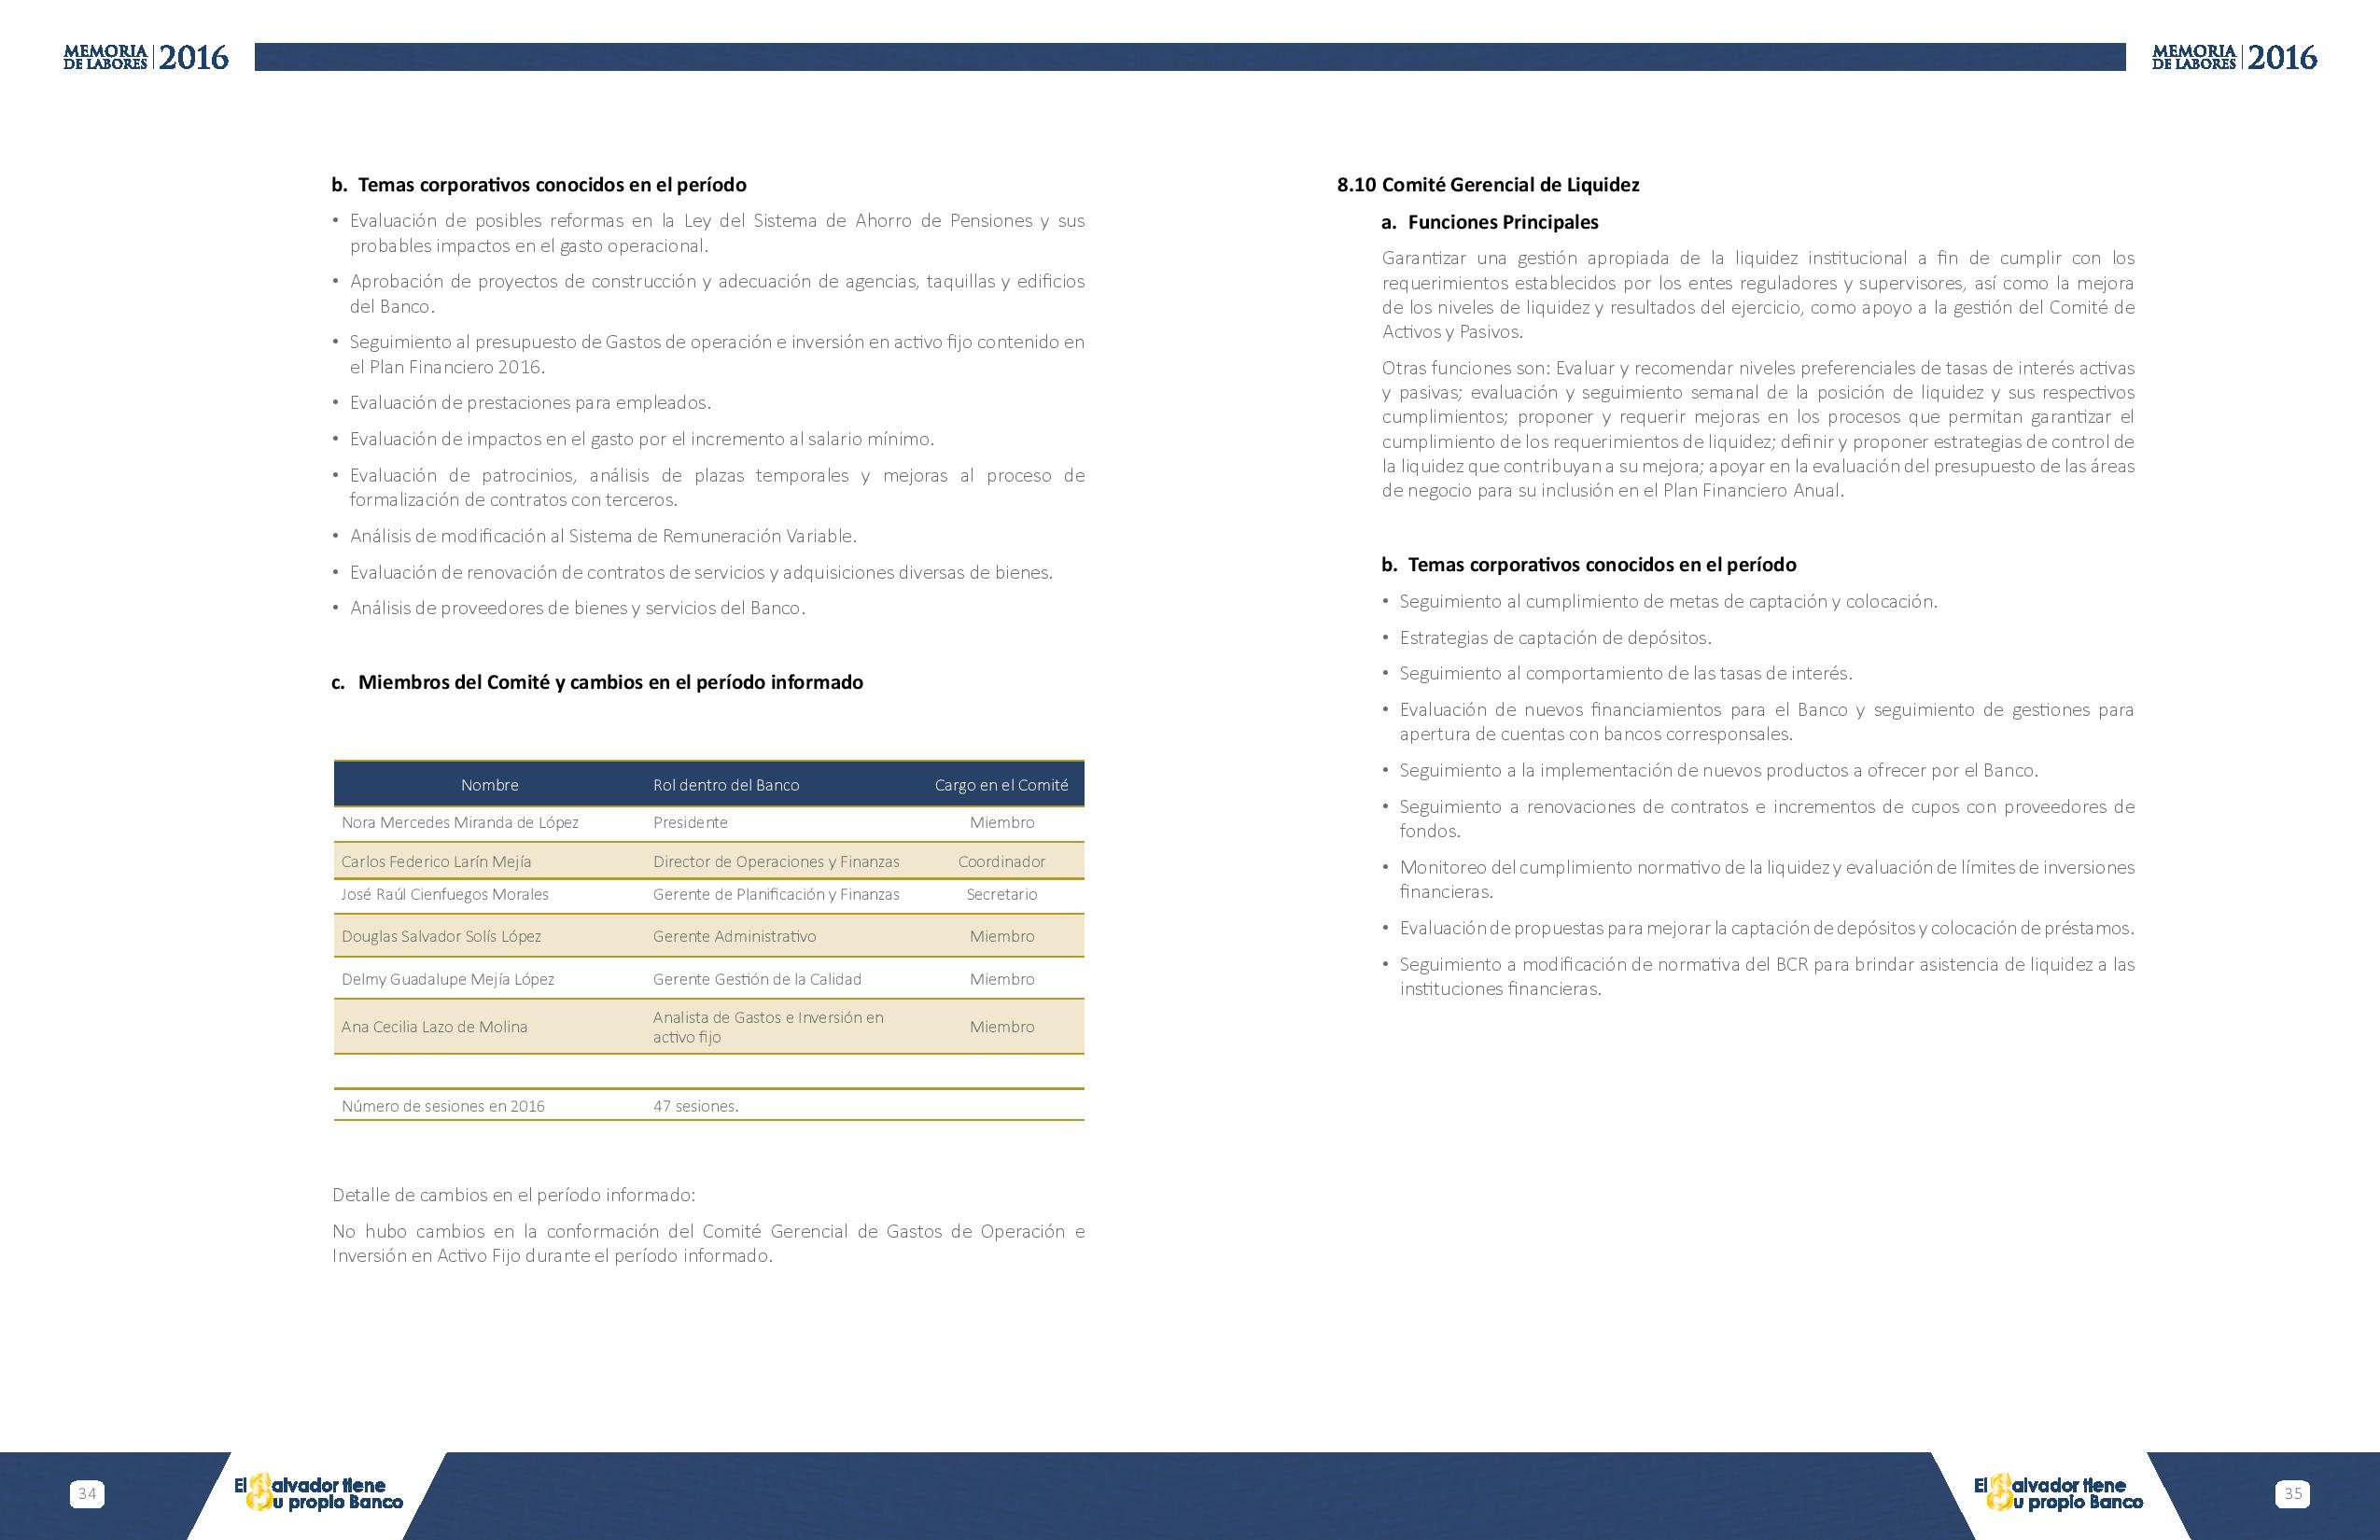 MEMORIA
DE LABORES 2016
MEMORIA
DE LABORES 2016
b. Temas corporativos conocidos en el período
• Evaluación de posibles reformas en la Ley del Sistema de Ahorro de Pensiones y sus
probables impactos en el gasto operacional.
• Aprobación de proyectos de construcción y adecuación de agencias, taquillas y edificios
del Banco.
• Seguimiento al presupuesto de Gastos de operación e inversión en activo fijo contenido en
el Plan Financiero 2016.
• Evaluación de prestaciones para empleados.
• Evaluación de impactos en el gasto por el incremento al salario mínimo.
• Evaluación de patrocinios, análisis de plazas temporales y mejoras al proceso de
formalización de contratos con terceros.
• Análisis de modificación al Sistema de Remuneración Variable.
• Evaluación de renovación de contratos de servicios y adquisiciones diversas de bienes.
• Análisis de proveedores de bienes y servicios del Banco.
c. Miembros del Comité y cambios en el período informado
Nombre Rol dentro del Banco Cargo en el Comité
Nora Mercedes Miranda de López Presidente Miembro
Carlos Federico Larín Mejía Director de Operaciones y Finanzas Coordinador
José Raúl Cienfuegos Morales Gerente de Planificación y Finanzas Secretario
Douglas Salvador Solís López Gerente Administrativo Miembro
Delmy Guadalupe Mejía López Gerente Gestión de la Calidad Miembro
Ana Cecilia Lazo de Molina Analista de Gastos e Inversión en
activo fijo Miembro
Número de sesiones en 2016 47 sesiones.
Detalle de cambios en el período informado:
No hubo cambios en la conformación del Comité Gerencial de Gastos de Operación e
Inversión en Activo Fijo durante el período informado.
8.10 Comité Gerencial de Liquidez
a. Funciones Principales
Garantizar una gestión apropiada de la liquidez institucional a fin de cumplir con los
requerimientos establecidos por los entes reguladores y supervisores, así como la mejora
de los niveles de liquidez y resultados del ejercicio, como apoyo a la gestión del Comité de
Activos y Pasivos.
Otras funciones son: Evaluar y recomendar niveles preferenciales de tasas de interés activas
y pasivas; evaluación y seguimiento semanal de la posición de liquidez y sus respectivos
cumplimientos; proponer y requerir mejoras en los procesos que permitan garantizar el
cumplimiento de los requerimientos de liquidez; definir y proponer estrategias de control de
la liquidez que contribuyan a su mejora; apoyar en la evaluación del presupuesto de las áreas
de negocio para su inclusión en el Plan Financiero Anual.
b. Temas corporativos conocidos en el período
• Seguimiento al cumplimiento de metas de captación y colocación.
• Estrategias de captación de depósitos.
• Seguimiento al comportamiento de las tasas de interés.
• Evaluación de nuevos financiamientos para el Banco y seguimiento de gestiones para
apertura de cuentas con bancos corresponsales.
• Seguimiento a la implementación de nuevos productos a ofrecer por el Banco.
• Seguimiento a renovaciones de contratos e incrementos de cupos con proveedores de
fondos.
• Monitoreo del cumplimiento normativo de la liquidez y evaluación de límites de inversiones
financieras.
• Evaluación de propuestas para mejorar la captación de depósitos y colocación de préstamos.
• Seguimiento a modificación de normativa del BCR para brindar asistencia de liquidez a las
instituciones financieras.
34
El Salvador tiene
Su propio Banco
El Salvador tiene
Su propio Banco
35